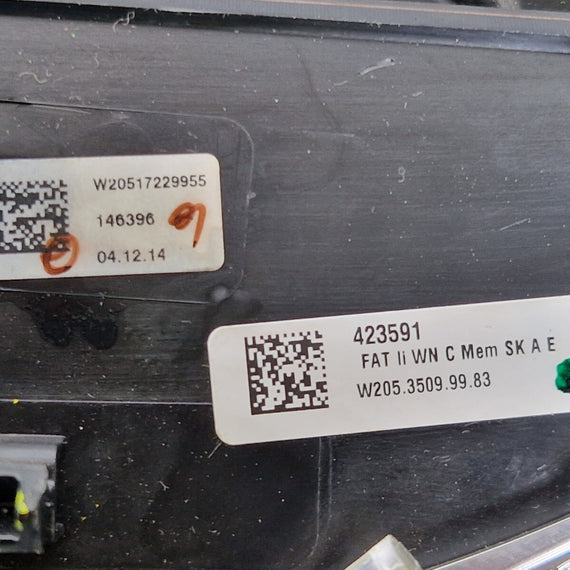 W20517229955
146396
04.12.14
423591
FAT li WN C Mem SK A E
W205.3509.99.83